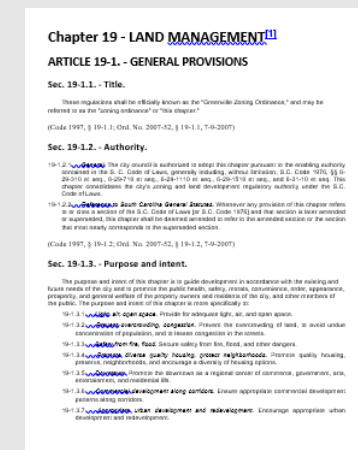 Chapter 19 - LAND MANAGEMENT[1]
ARTICLE 19-1. - GENERAL PROVISIONS
Sec. 19-1.1. - Title.
These regulations shall be officially known as the "Greenville Zoning Ordinance," and may be
referred to as the "zoning ordinance" or "this chapter."
(Code 1997, § 19-1.1; Ord. No. 2007-52, § 19-1.1, 7-9-2007)
Sec. 19-1.2. - Authority.
19-1.2.1 General. The city council is authorized to adopt this chapter pursuant to the enabling authority
contained in the S. C. Code of Laws, generally including, without limitation, S.C. Code 1976, §§ 6-
29-310 et seq., 6-29-710 et seq., 6-29-1110 et seq., 6-29-1510 et seq., and 6-31-10 et seq. This
chapter consolidates the city's zoning and land development regulatory authority under the S.C.
Code of Laws.
19-1.2.2 Reference to South Carolina General Statutes. Whenever any provision of this chapter refers
to or cites a section of the S.C. Code of Laws (or S.C. Code 1976) and that section is later amended
or superseded, this chapter shall be deemed amended to refer to the amended section or the section
that most nearly corresponds to the superseded section.
(Code 1997, § 19-1.2; Ord. No. 2007-52, § 19-1.2, 7-9-2007)
Sec. 19-1.3. - Purpose and intent.
The purpose and intent of this chapter is to guide development in accordance with the existing and
future needs of the city and to promote the public health, safety, morals, convenience, order, appearance,
prosperity, and general welfare of the property owners and residents of the city, and other members of
the public. The purpose and intent of this chapter is more specifically to:
19-1.3.1 Light, air, open space. Provide for adequate light, air, and open space.
19-1.3.2 Prevent overcrowding, congestion. Prevent the overcrowding of land, to avoid undue
concentration of population, and to lessen congestion in the streets.
19-1.3.3 Safety from fire, flood. Secure safety from fire, flood, and other dangers.
19-1.3.4 Promote, diverse quality housing, protect neighborhoods. Promote quality housing,
preserve, neighborhoods, and encourage a diversity of housing options.
19-1.3.5 Downtown. Promote the downtown as a regional center of commerce, government, arts,
entertainment, and residential life.
19-1.3.6 Commercial development along corridors. Ensure appropriate commercial development
patterns along corridors.
19-1.3.7 Appropriate, urban development and redevelopment. Encourage appropriate urban
development and redevelopment.